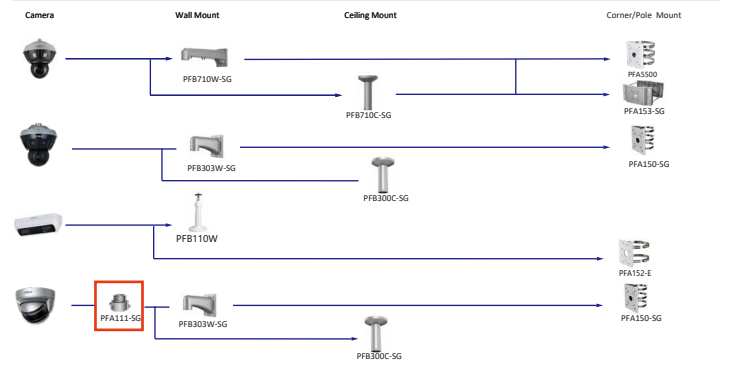 Camera Wall Mount Ceiling Mount Corner/Pole Mount
PFB710W-SG
PFA5500
PFB710C-SG
PFA153-SG
PFB303W-SG
PFA150-SG
PFB300C-SG
PFB110W
PFA152-E
PFA111-SG
PFB303W-SG
PFA150-SG
PFB300C-SG